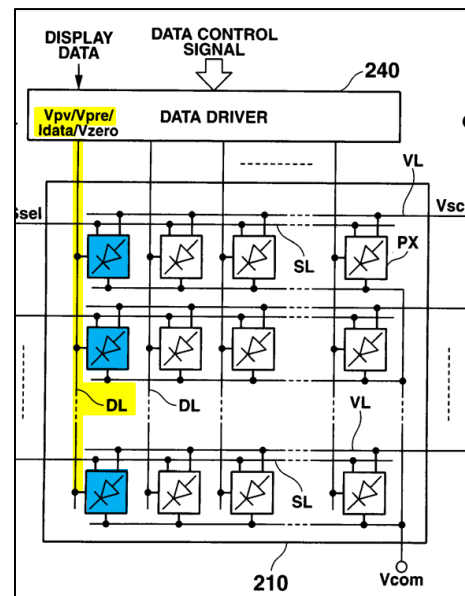 DISPLAY
DATA
DATA CONTROL
SIGNAL
240
Vpv/Vpre/
Idata/Vzero
DATA DRIVER
VL
Ssel
Vsc
SL
PX
DL
DL
VL
SL
210
Vcom